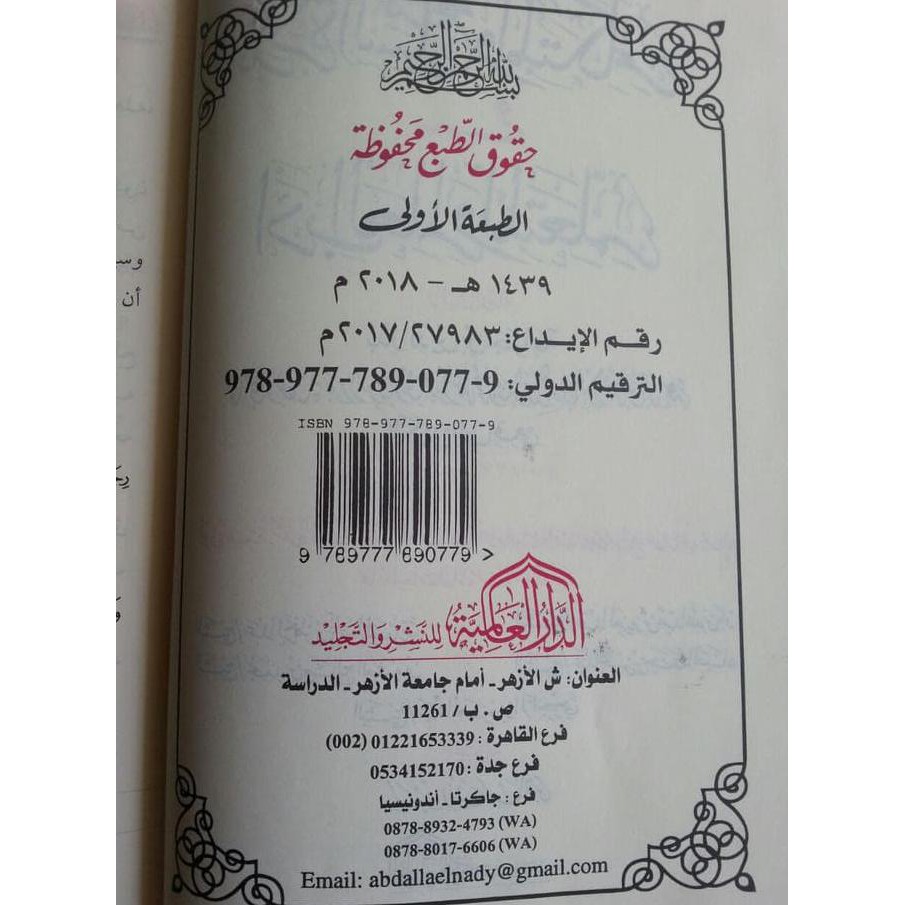 بسم الله الرحمن الرحيم
حقوق الطبع محفوظة
الطبعة الأولى
١٤٣٩ هـ - ٢٠١٨ م
رقم الإيداع: ٢٠١٧/٢٧٩٨٣م
الترقيم الدولي: 978-977-789-077-9
ISBN 978-977-789-077-9
9 789777 890779 >
الدار العالمية للنشر والتجليد
العنوان: ش الأزهر - أمام جامعة الأزهر - الدراسة
ص . ب / 11261
فرع القاهرة : 01221653339 (002)
فرع جدة : 0534152170
فرع : جاكرتا - أندونيسيا
0878-8932-4793 (WA)
0878-8017-6606 (WA)
Email: abdallaelnady@gmail.com
وسـ
أن